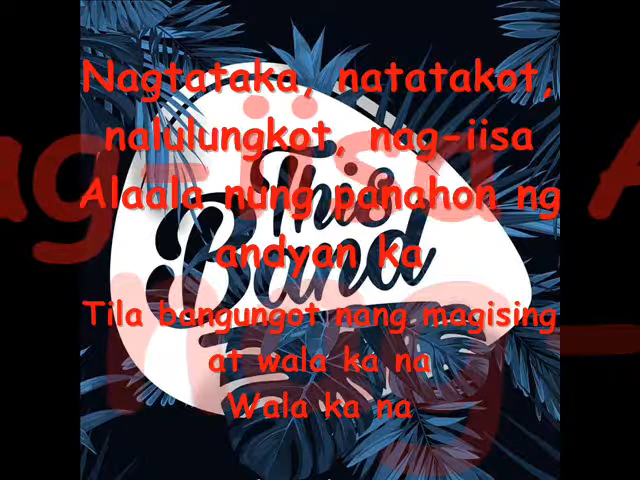 Nagtataka, natatakot,
nalulungkot, nag-iisa
Alaala nung panahon ng
andyan ka
Tila bangungot nang magising
at wala ka na
Wala ka na
This
Band